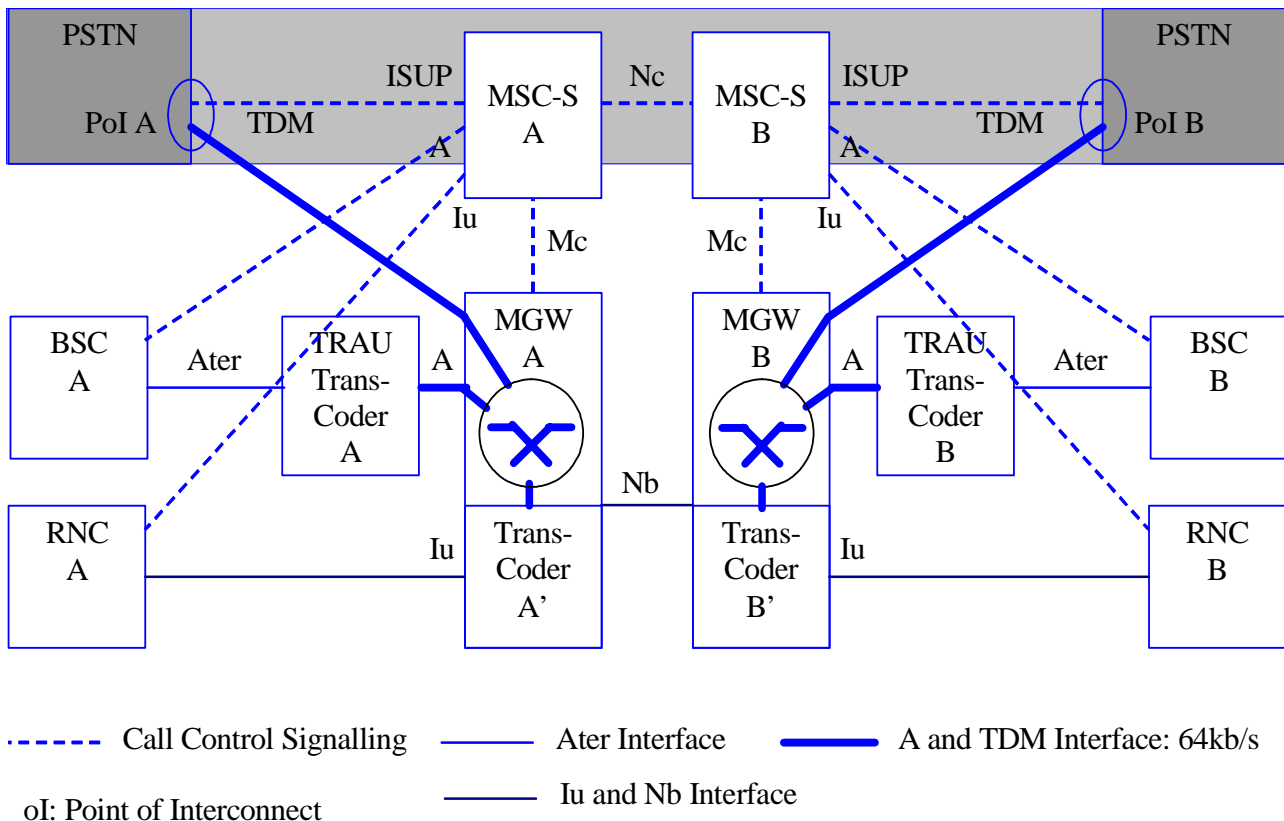 PSTN
PSTN
ISUP
Nc
ISUP
MSC-S
A
MSC-S
B
PoI A
TDM
TDM
PoI B
A
A
Iu
Iu
Mc
Mc
BSC
A
Ater
TRAU
Trans-
Coder
A
A
MGW
A
MGW
B
A
TRAU
Trans-
Coder
B
Ater
BSC
B
Nb
RNC
A
Iu
Trans-
Coder
A’
Trans-
Coder
B’
Iu
RNC
B
Call Control Signalling
Ater Interface
A and TDM Interface: 64kb/s
oI: Point of Interconnect
Iu and Nb Interface